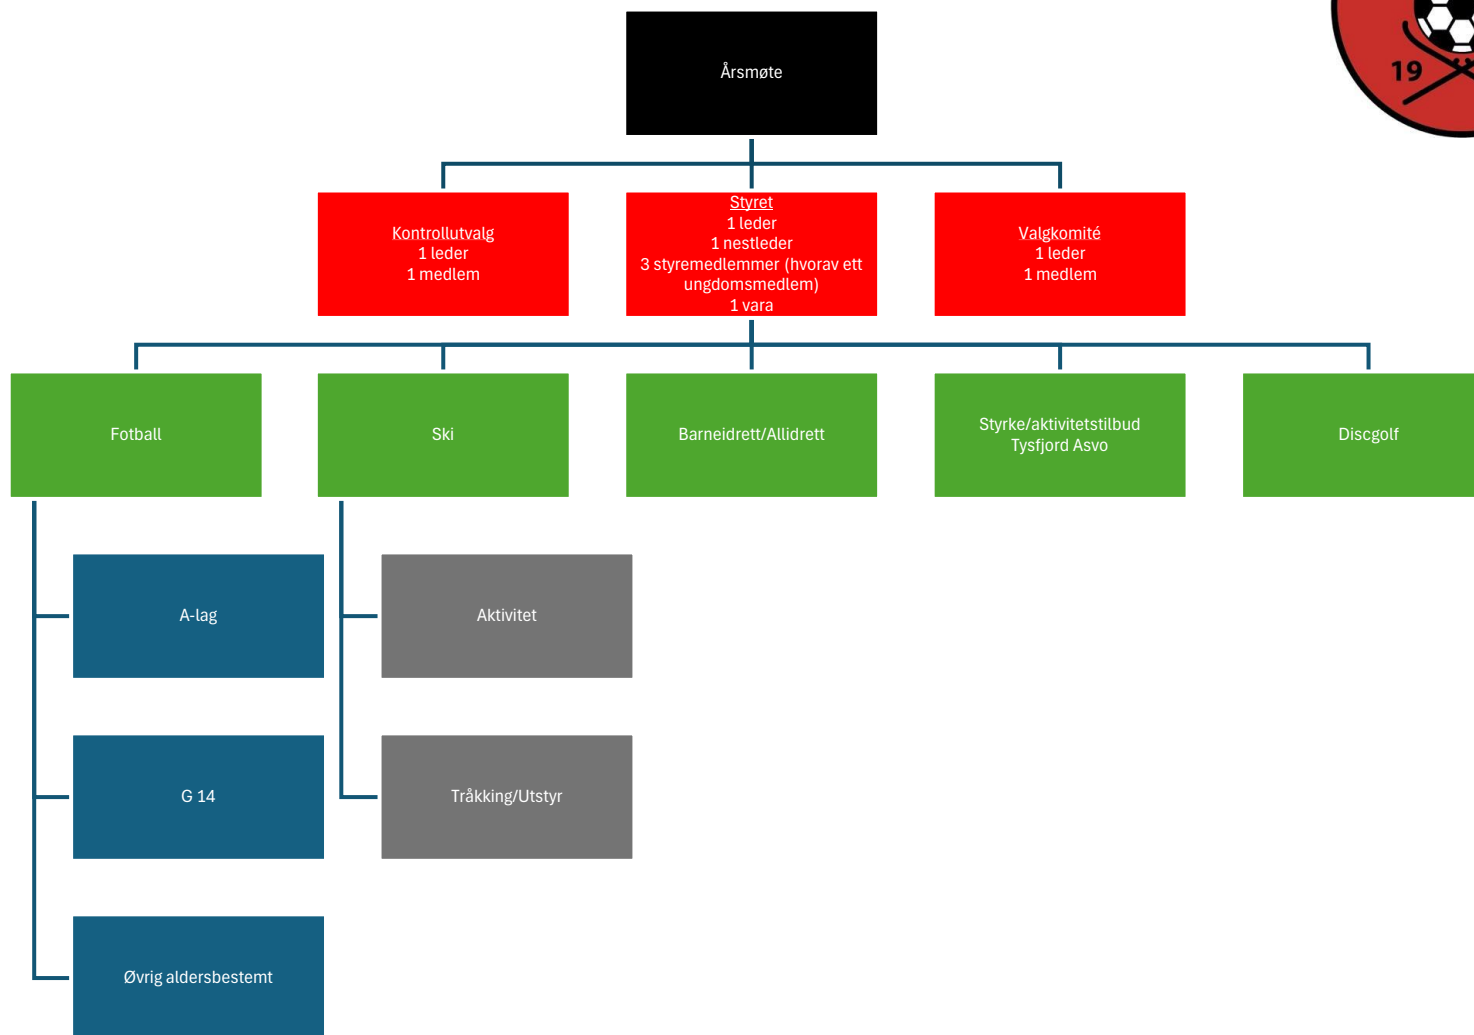 Årsmøte
19
Kontrollutvalg
1 leder
1 medlem
Styret
1 leder
1 nestleder
3 styremedlemmer (hvorav ett
ungdomsmedlem)
1 vara
Valgkomité
1 leder
1 medlem
Fotball
Ski
Barneidrett/Allidrett
Styrke/aktivitetstilbud
Tysfjord Asvo
Discgolf
A-lag
Aktivitet
G 14
Tråkking/Utstyr
Øvrig aldersbestemt